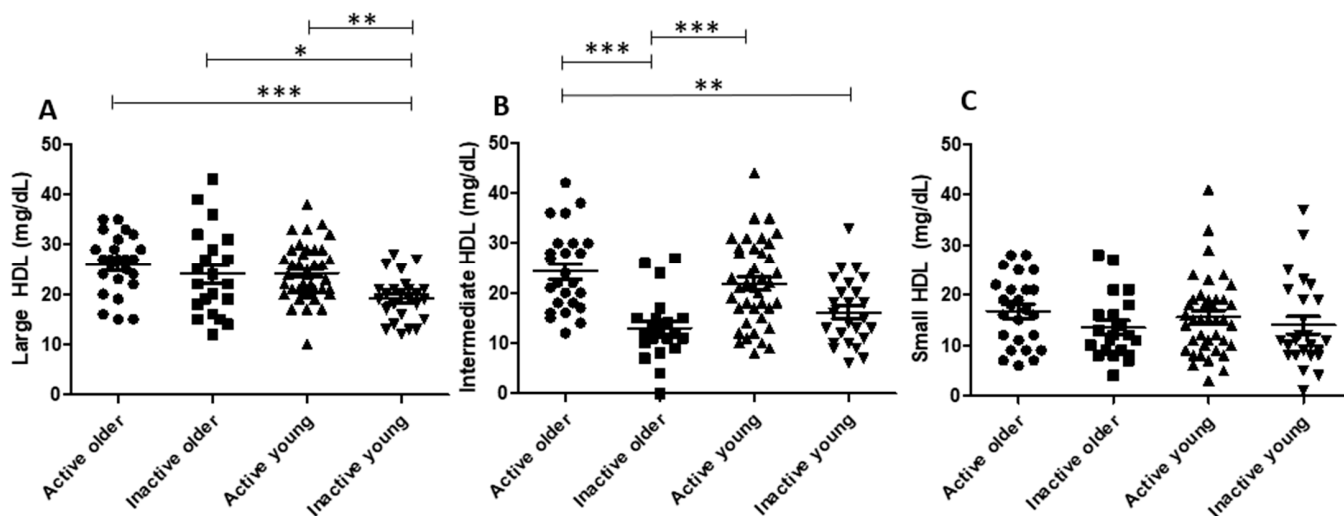 **
*
***
A
Large HDL (mg/dL)
50
40
30
20
10
0
Active older
Inactive older
Active young
Inactive young
***
***
**
B
Intermediate HDL (mg/dL)
50
40
30
20
10
0
Active older
Inactive older
Active young
Inactive young
C
Small HDL (mg/dL)
50
40
30
20
10
0
Active older
Inactive older
Active young
Inactive young